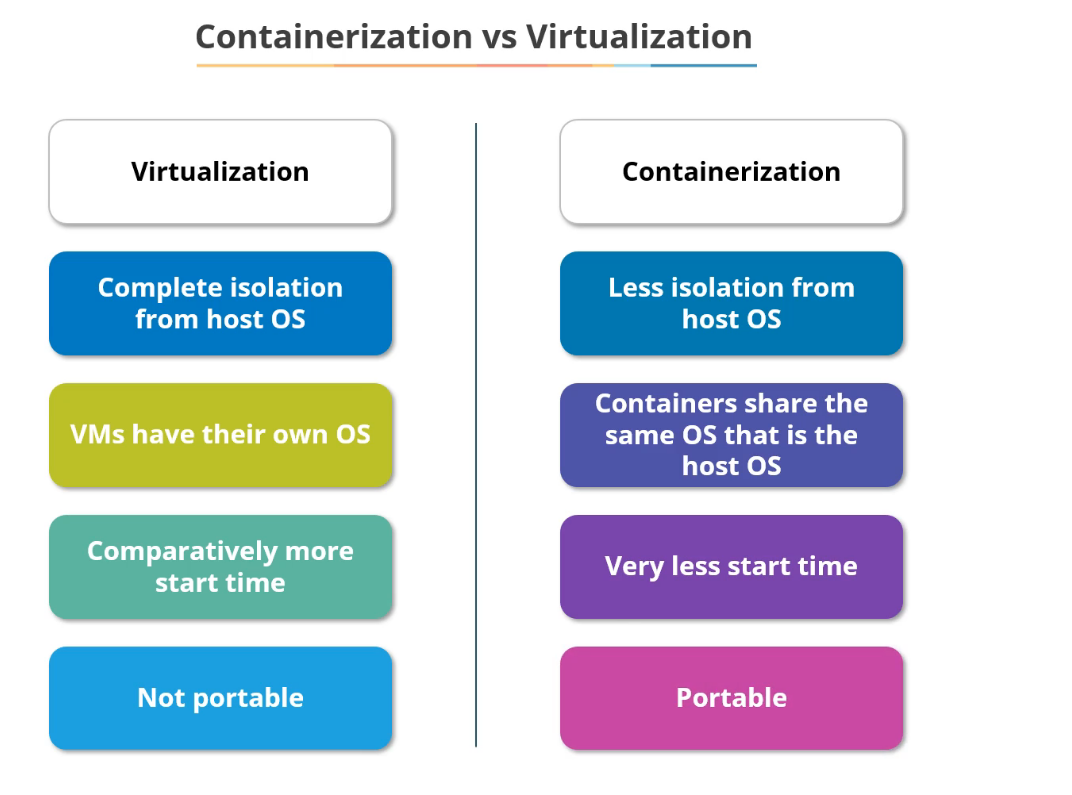 Containerization vs Virtualization
Virtualization
Complete isolation
from host OS
VMs have their own OS
Comparatively more
start time
Not portable
Containerization
Less isolation from
host OS
Containers share the
same OS that is the
host OS
Very less start time
Portable